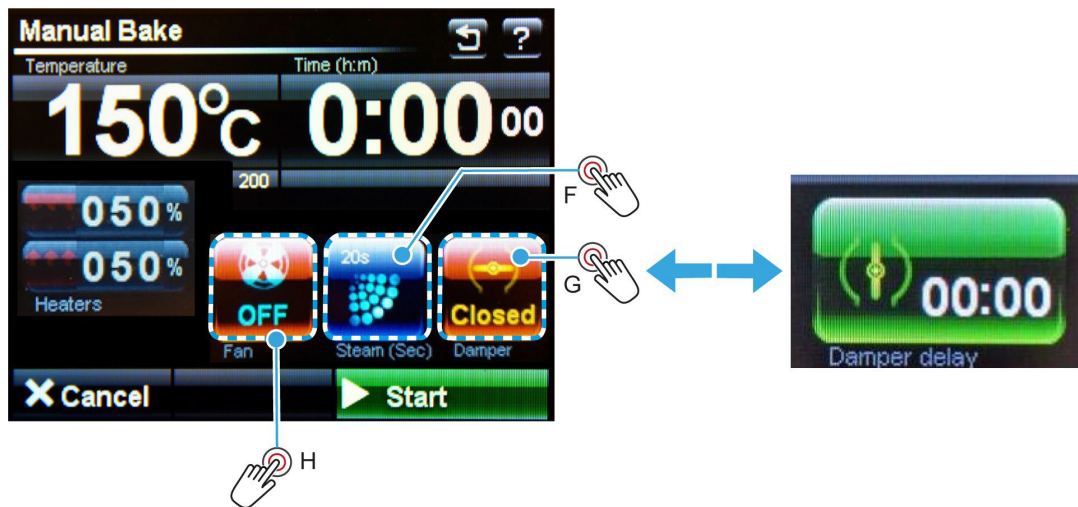 Manual Bake
?
Temperature
Time (h:m)
150°C
0:00 00
200
050%
050%
Heaters
OFF
Fan
20s
Steam (Sec)
Closed
Damper
Cancel
Start
F
G
H
00:00
Damper delay